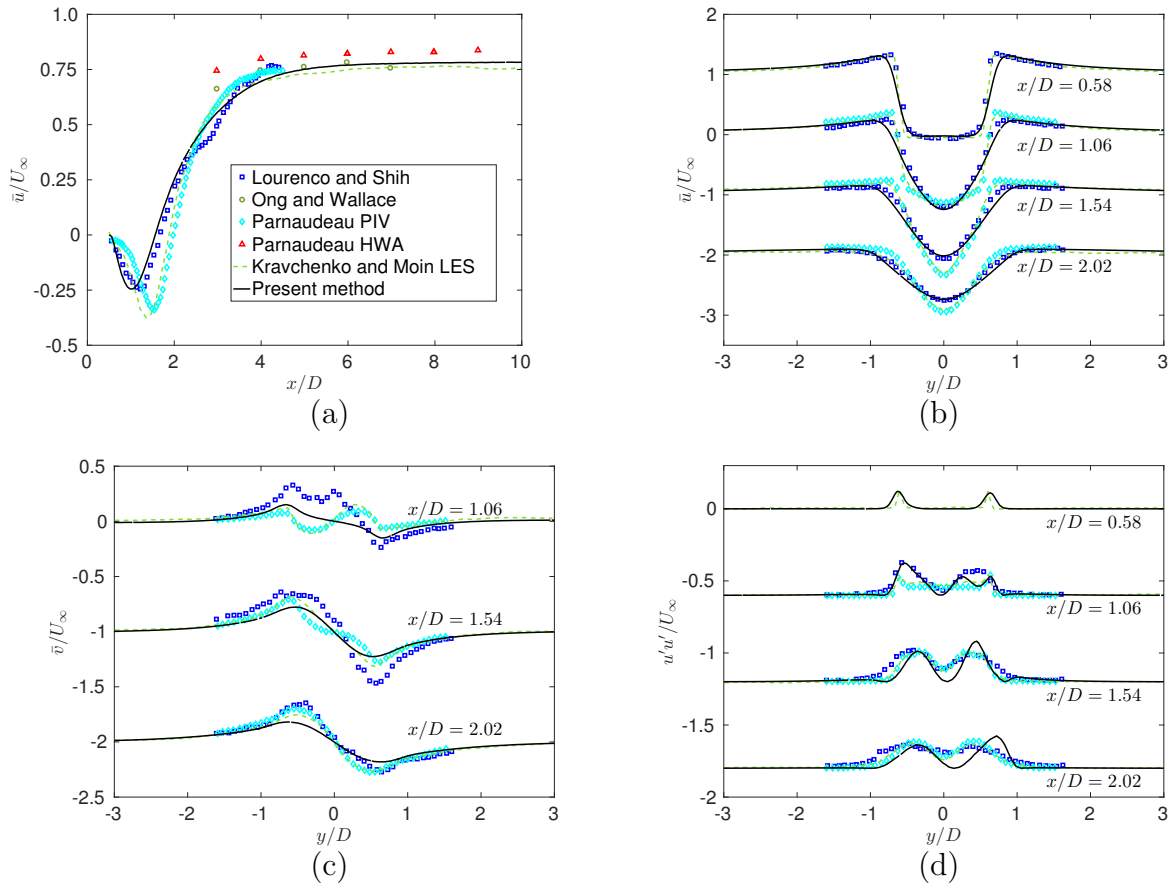 1.0
0.75
0.5
0.25
0
-0.25
-0.5
ū/U∞
0 2 4 6 8 10
x/D
Lourenco and Shih
Ong and Wallace
Parnaudeau PIV
Parnaudeau HWA
Kravchenko and Moin LES
Present method
(a)
2
1
0
-1
-2
-3
ū/U∞
x/D = 0.58
x/D = 1.06
x/D = 1.54
x/D = 2.02
-3 -2 -1 0 1 2 3
y/D
(b)
0.5
0
-0.5
-1
-1.5
-2
-2.5
v̄/U∞
x/D = 1.06
x/D = 1.54
x/D = 2.02
-3 -2 -1 0 1 2 3
y/D
(c)
0
-0.5
-1
-1.5
-2
u′u′/U∞
x/D = 0.58
x/D = 1.06
x/D = 1.54
x/D = 2.02
-3 -2 -1 0 1 2 3
y/D
(d)